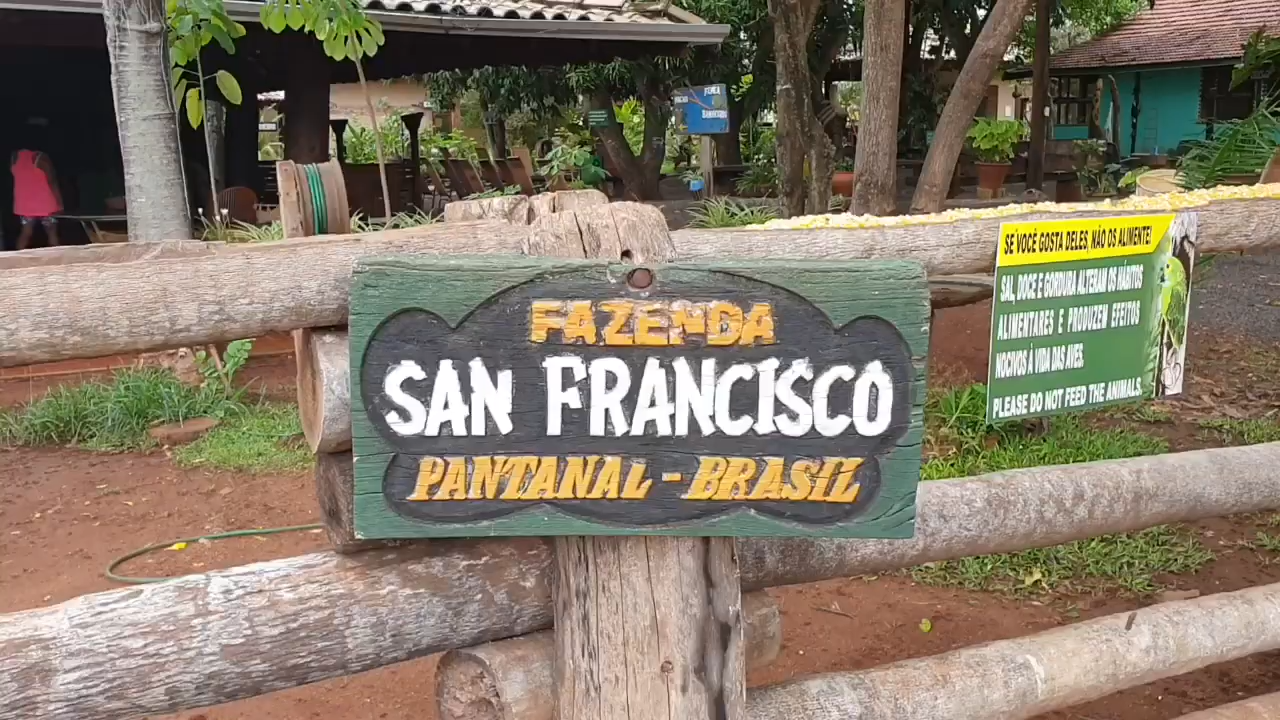 FAZENDA
SAN FRANCISCO
PANTANAL - BRASIL
SE VOCÊ GOSTA DELES, NÃO OS ALIMENTE!
SAL, DOCE E GORDURA ALTERAM OS HÁBITOS
ALIMENTARES E PRODUZEM EFEITOS
NOCIVOS À VIDA DAS AVES.
PLEASE DO NOT FEED THE ANIMALS.